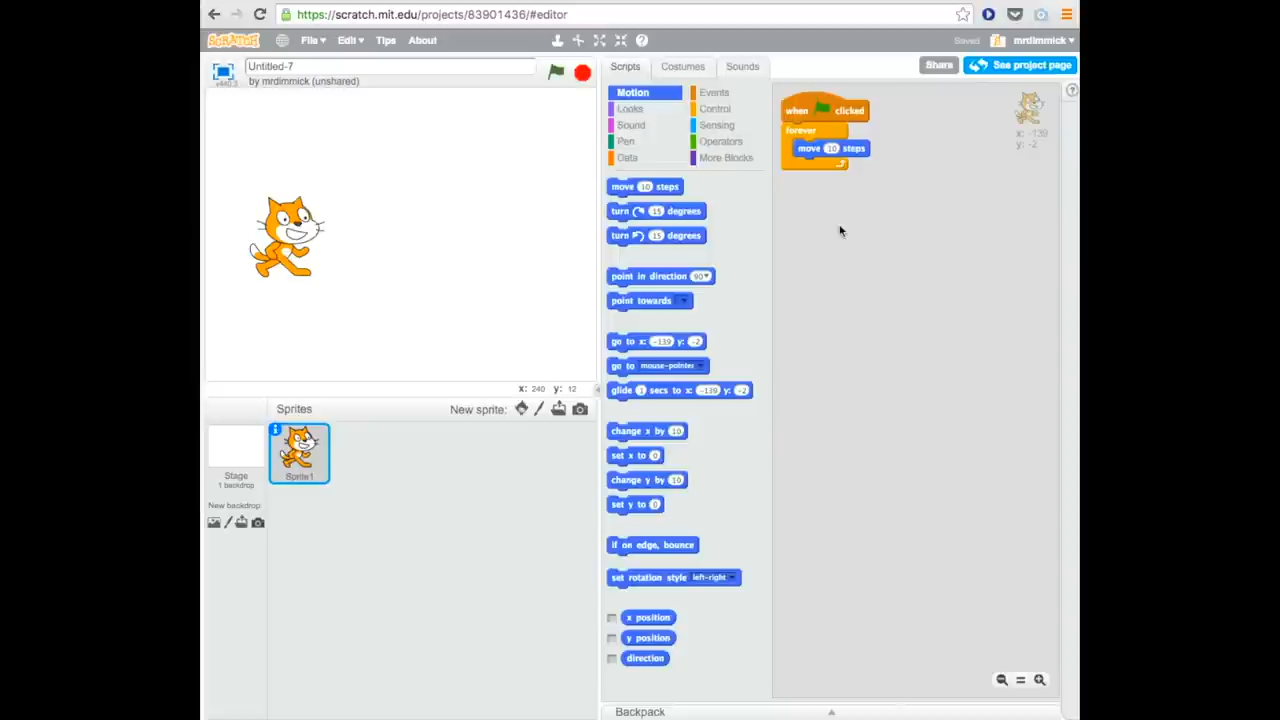 https://scratch.mit.edu/projects/83901436/#editor
SCRATCH File Edit Tips About Saved mrdimmick
Untitled-7
by mrdimmick (unshared)
Scripts Costumes Sounds
Share See project page
v440.3
Motion Events
Looks Control
Sound Sensing
Pen Operators
Data More Blocks
move 10 steps
turn 15 degrees
turn 15 degrees
point in direction 90
point towards
go to x: -139 y: -2
go to mouse-pointer
glide 1 secs to x: -139 y: -2
change x by 10
set x to 0
change y by 10
set y to 0
if on edge, bounce
set rotation style left-right
x position
y position
direction
when clicked
forever
move 10 steps
x: -139
y: -2
x: 240 y: 12
Sprites New sprite:
Sprite1
Stage
1 backdrop
New backdrop
Backpack